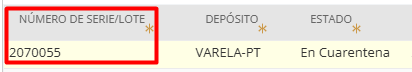 NÚMERO DE SERIE/LOTE* DEPÓSITO* ESTADO*
2070055 VARELA-PT En Cuarentena